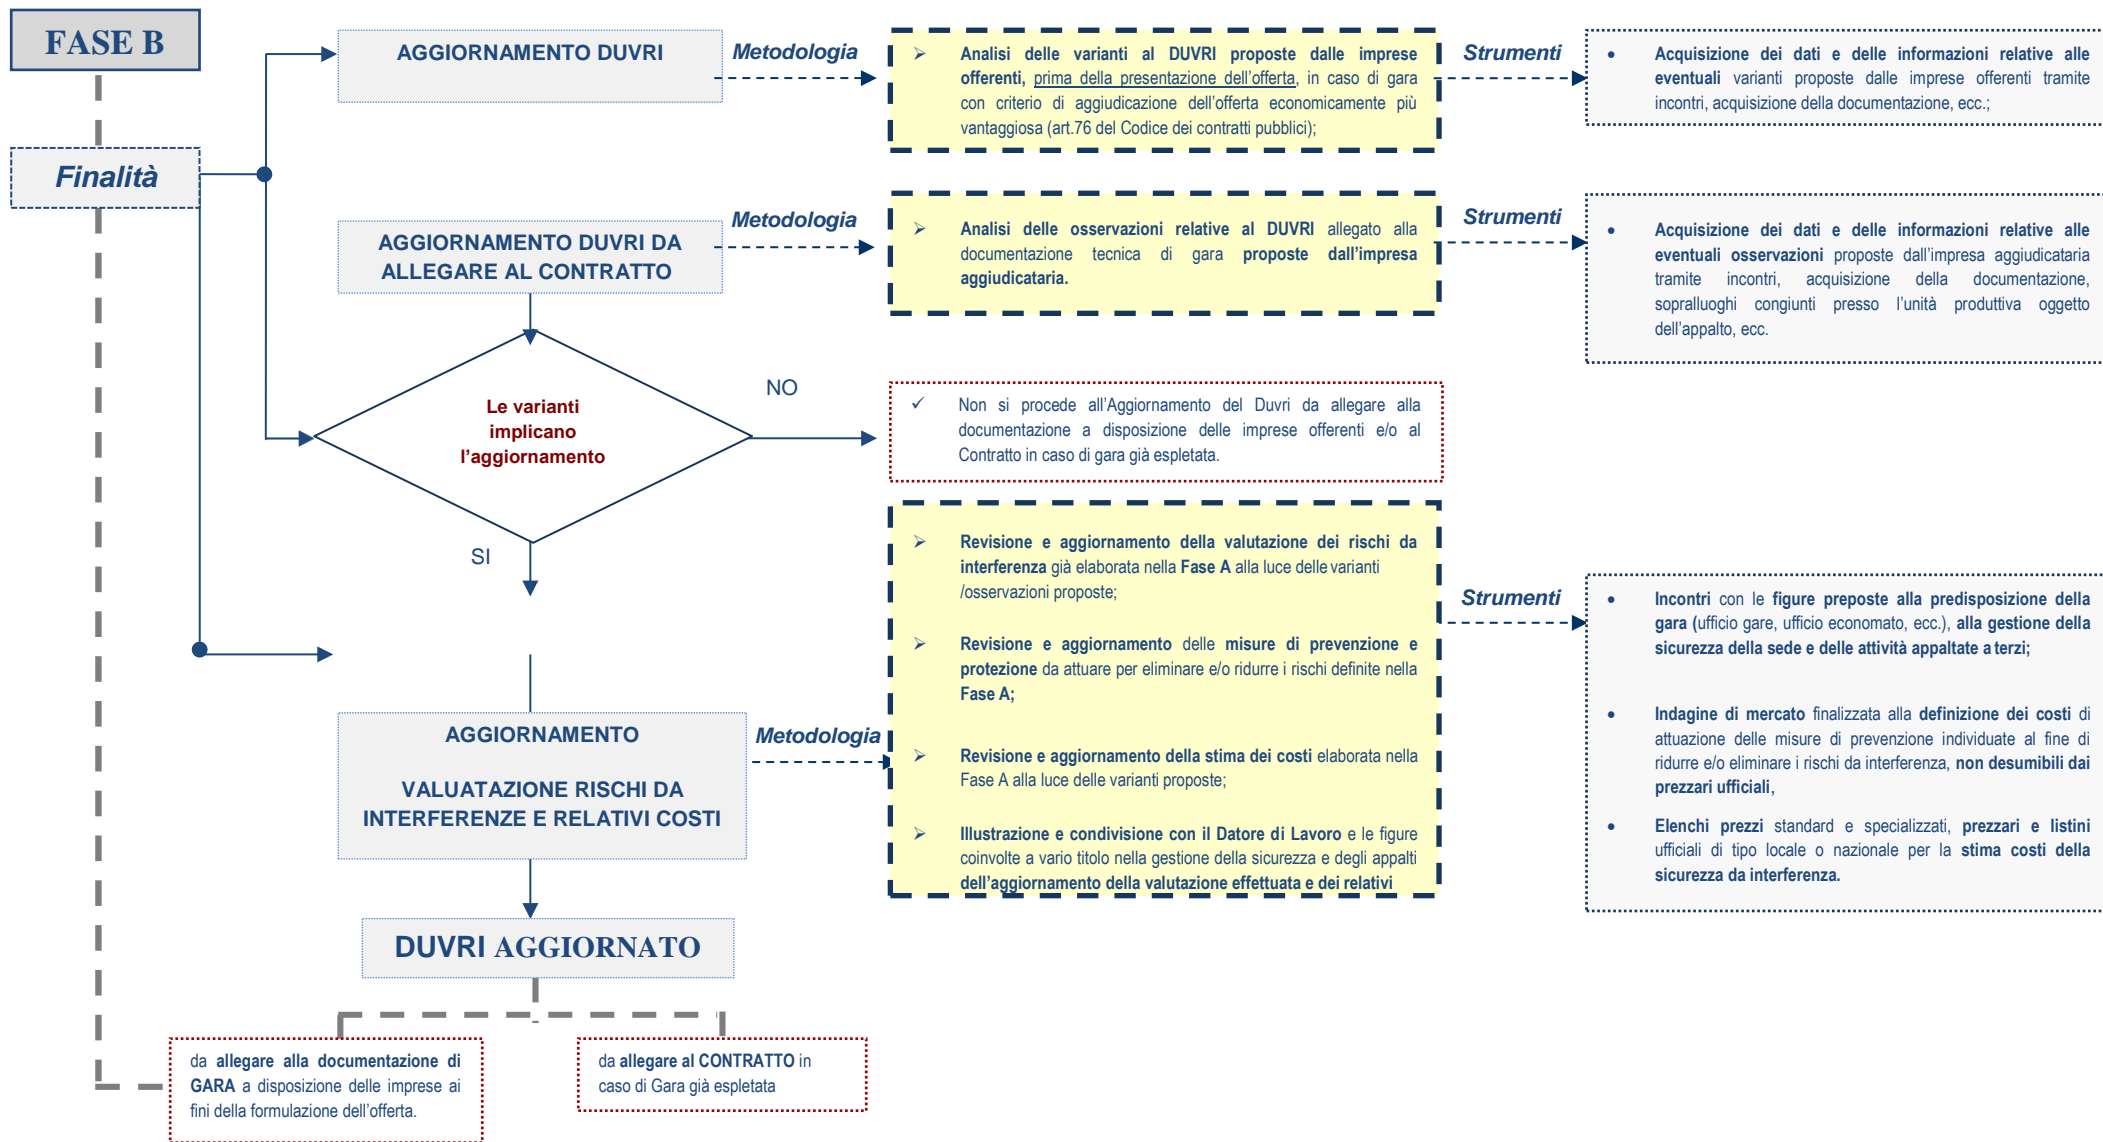 FASE B
Finalità
AGGIORNAMENTO DUVRI
Metodologia
➢ Analisi delle varianti al DUVRI proposte dalle imprese
offerenti, prima della presentazione dell'offerta, in caso di gara
con criterio di aggiudicazione dell'offerta economicamente più
vantaggiosa (art.76 del Codice dei contratti pubblici);
Strumenti
• Acquisizione dei dati e delle informazioni relative alle
eventuali varianti proposte dalle imprese offerenti tramite
incontri, acquisizione della documentazione, ecc.;
AGGIORNAMENTO DUVRI DA
ALLEGARE AL CONTRATTO
Metodologia
➢ Analisi delle osservazioni relative al DUVRI allegato alla
documentazione tecnica di gara proposte dall'impresa
aggiudicataria.
Strumenti
• Acquisizione dei dati e delle informazioni relative alle
eventuali osservazioni proposte dall'impresa aggiudicataria
tramite incontri, acquisizione della documentazione,
sopralluoghi congiunti presso l'unità produttiva oggetto
dell'appalto, ecc.
Le varianti
implicano
l'aggiornamento
NO
✓ Non si procede all'Aggiornamento del Duvri da allegare alla
documentazione a disposizione delle imprese offerenti e/o al
Contratto in caso di gara già espletata.
SI
AGGIORNAMENTO
VALUATAZIONE RISCHI DA
INTERFERENZE E RELATIVI COSTI
Metodologia
➢ Revisione e aggiornamento della valutazione dei rischi da
interferenza già elaborata nella Fase A alla luce delle varianti
/osservazioni proposte;
➢ Revisione e aggiornamento delle misure di prevenzione e
protezione da attuare per eliminare e/o ridurre i rischi definite nella
Fase A;
➢ Revisione e aggiornamento della stima dei costi elaborata nella
Fase A alla luce delle varianti proposte;
➢ Illustrazione e condivisione con il Datore di Lavoro e le figure
coinvolte a vario titolo nella gestione della sicurezza e degli appalti
dell'aggiornamento della valutazione effettuata e dei relativi
Strumenti
• Incontri con le figure preposte alla predisposizione della
gara (ufficio gare, ufficio economato, ecc.), alla gestione della
sicurezza della sede e delle attività appaltate a terzi;
• Indagine di mercato finalizzata alla definizione dei costi di
attuazione delle misure di prevenzione individuate al fine di
ridurre e/o eliminare i rischi da interferenza, non desumibili dai
prezzari ufficiali,
• Elenchi prezzi standard e specializzati, prezzari e listini
ufficiali di tipo locale o nazionale per la stima costi della
sicurezza da interferenza.
DUVRI AGGIORNATO
da allegare alla documentazione di
GARA a disposizione delle imprese ai
fini della formulazione dell'offerta.
da allegare al CONTRATTO in
caso di Gara già espletata